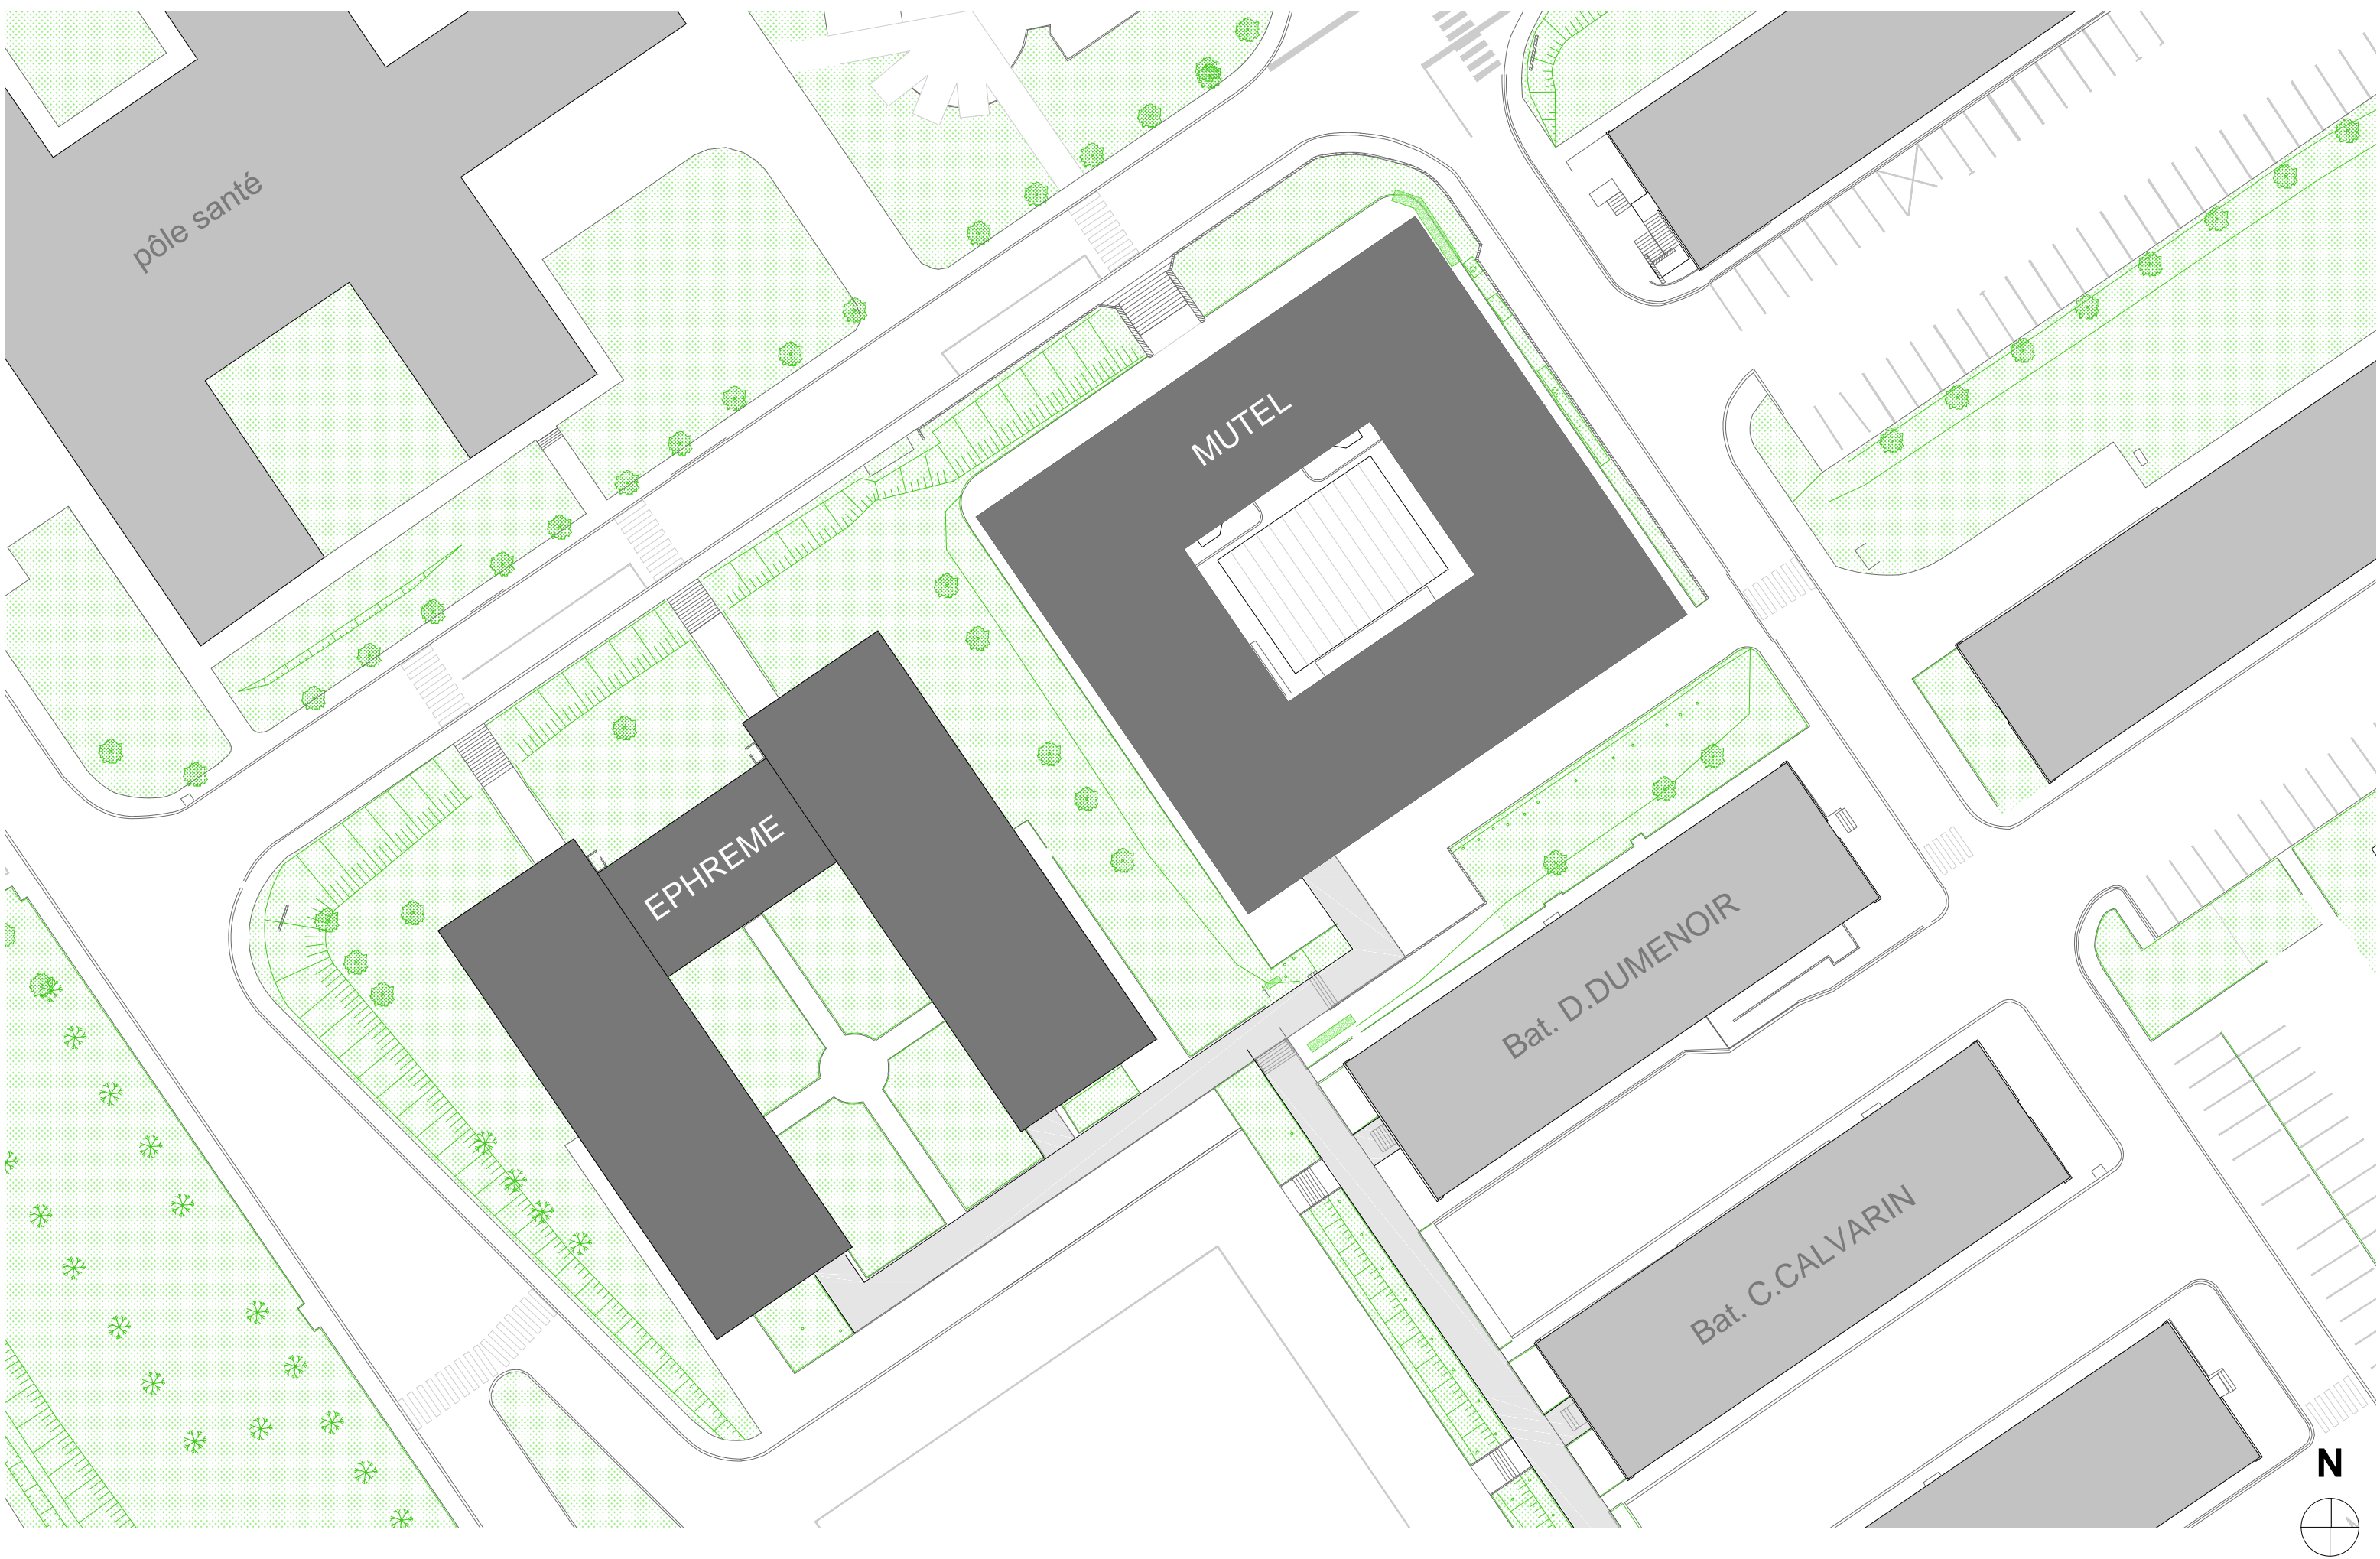 pôle santé
MUTEL
EPHREME
Bat. D.DUMENOIR
Bat. C.CALVARIN
N